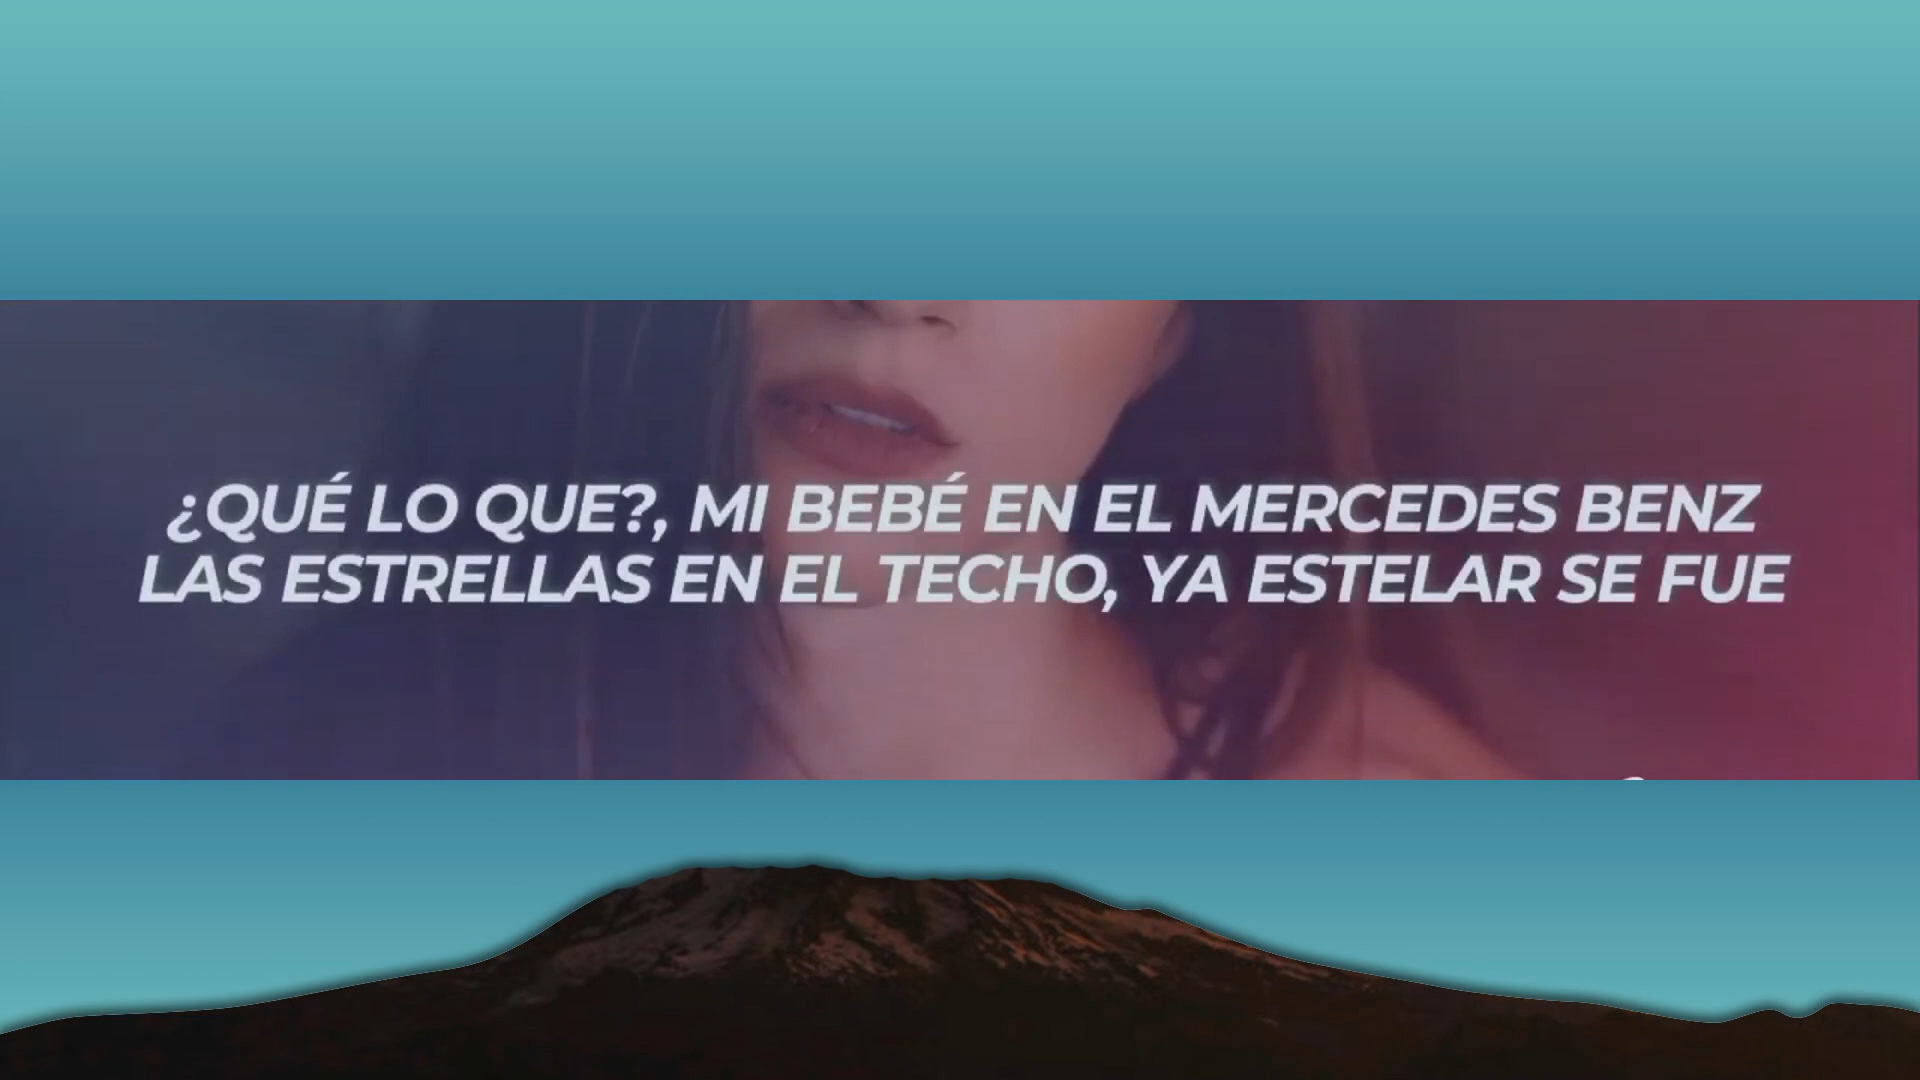 ¿QUÉ LO QUE?, MI BEBÉ EN EL MERCEDES BENZ
LAS ESTRELLAS EN EL TECHO, YA ESTELAR SE FUE